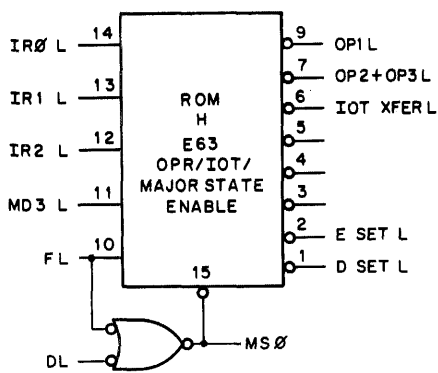 IRØ L 14
IR1 L 13
IR2 L 12
MD3 L 11
F L 10
ROM
H
E63
OPR/IOT/
MAJOR STATE
ENABLE
15
9 OP1 L
7 OP2+OP3 L
6 IOT XFER L
5
4
3
2 E SET L
1 D SET L
DL
MSØ